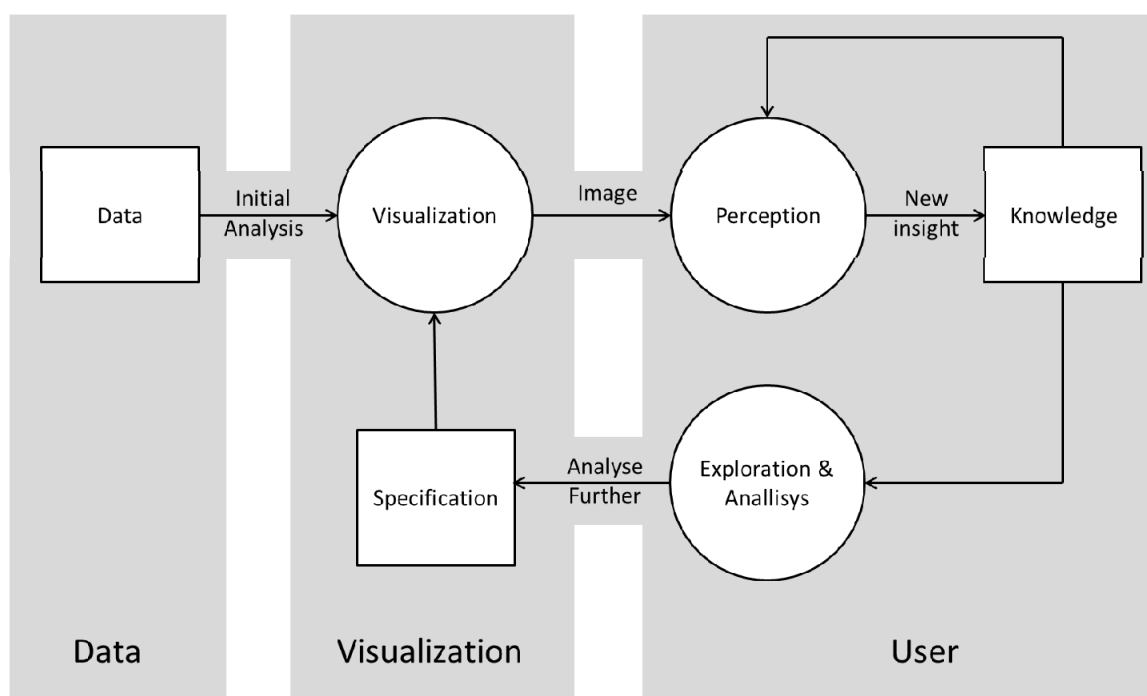 Data
Initial
Analysis
Visualization
Image
Perception
New
insight
Knowledge
Specification
Analyse
Further
Exploration &
Anallisys
Data
Visualization
User